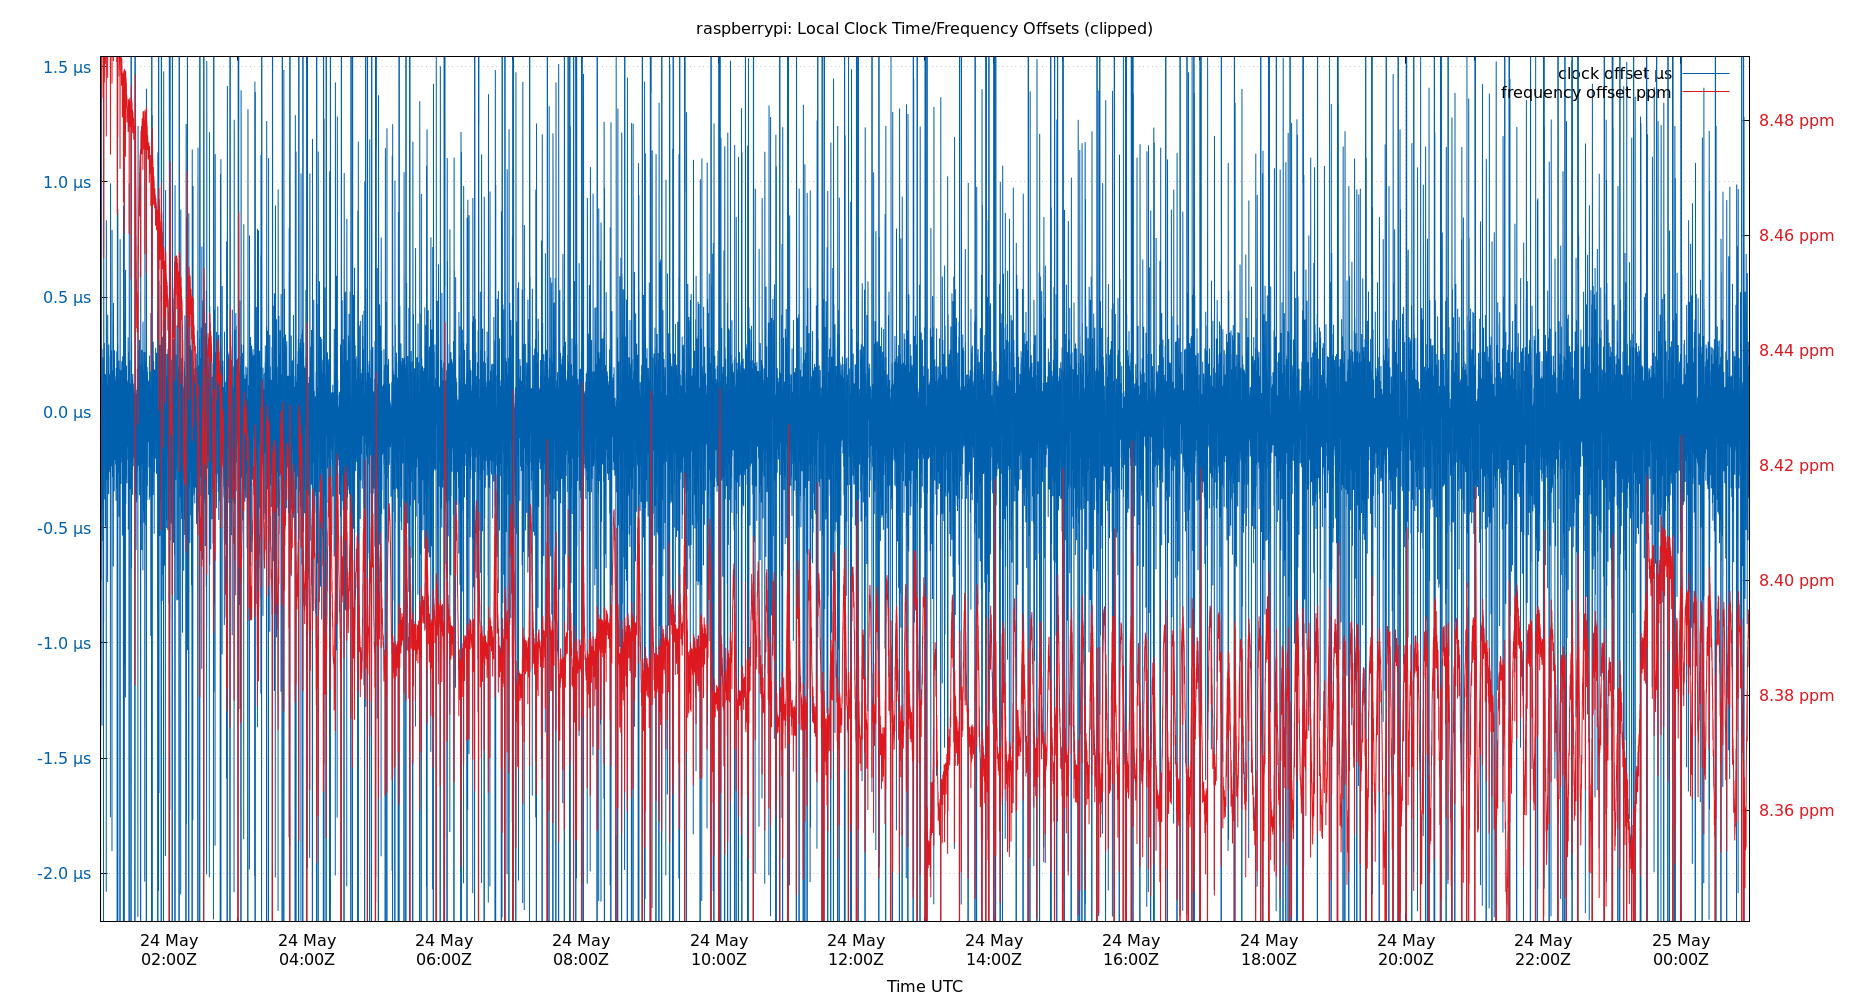 raspberrypi: Local Clock Time/Frequency Offsets (clipped)
clock offset µs
frequency offset ppm
1.5 µs
1.0 µs
0.5 µs
0.0 µs
-0.5 µs
-1.0 µs
-1.5 µs
-2.0 µs
8.48 ppm
8.46 ppm
8.44 ppm
8.42 ppm
8.40 ppm
8.38 ppm
8.36 ppm
24 May 24 May 24 May 24 May 24 May 24 May 24 May 24 May 24 May 24 May 24 May 25 May
02:00Z 04:00Z 06:00Z 08:00Z 10:00Z 12:00Z 14:00Z 16:00Z 18:00Z 20:00Z 22:00Z 00:00Z
Time UTC